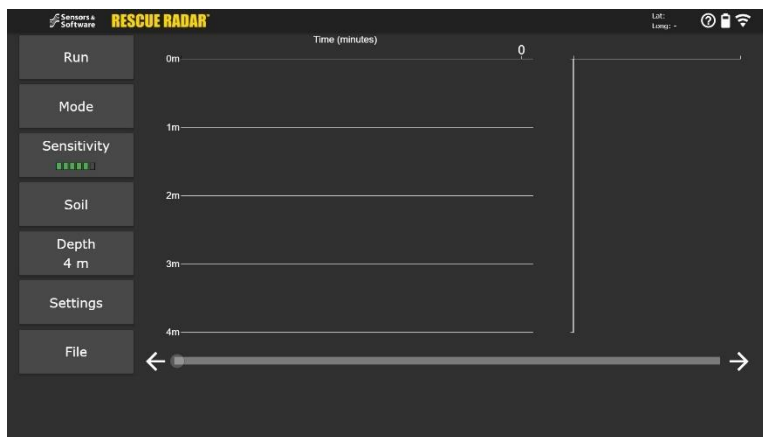 Sensors &
Software
RESCUE RADAR®
Lat:
Long: -
Run
Mode
Sensitivity
Soil
Depth
4 m
Settings
File
Time (minutes)
0
0m
1m
2m
3m
4m